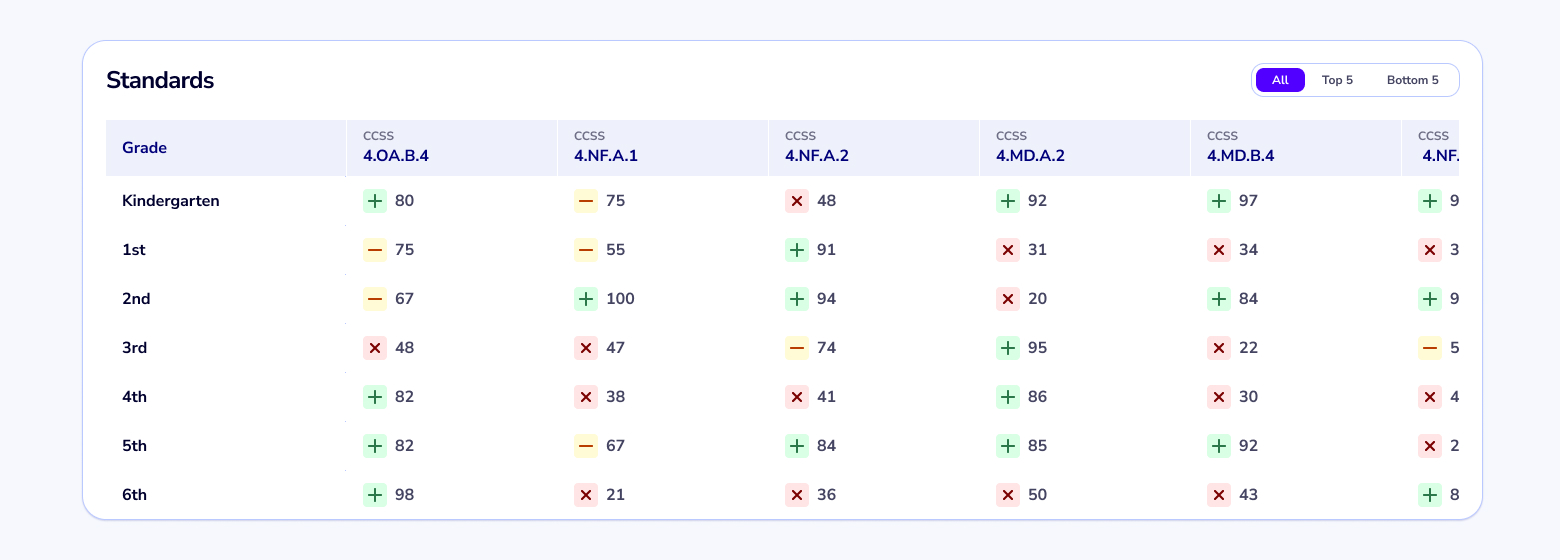 Standards
All Top 5 Bottom 5
Grade CCSS 4.OA.B.4 CCSS 4.NF.A.1 CCSS 4.NF.A.2 CCSS 4.MD.A.2 CCSS 4.MD.B.4 CCSS 4.NF.
Kindergarten 80 75 48 92 97 9
1st 75 55 91 31 34 3
2nd 67 100 94 20 84 9
3rd 48 47 74 95 22 5
4th 82 38 41 86 30 4
5th 82 67 84 85 92 2
6th 98 21 36 50 43 8